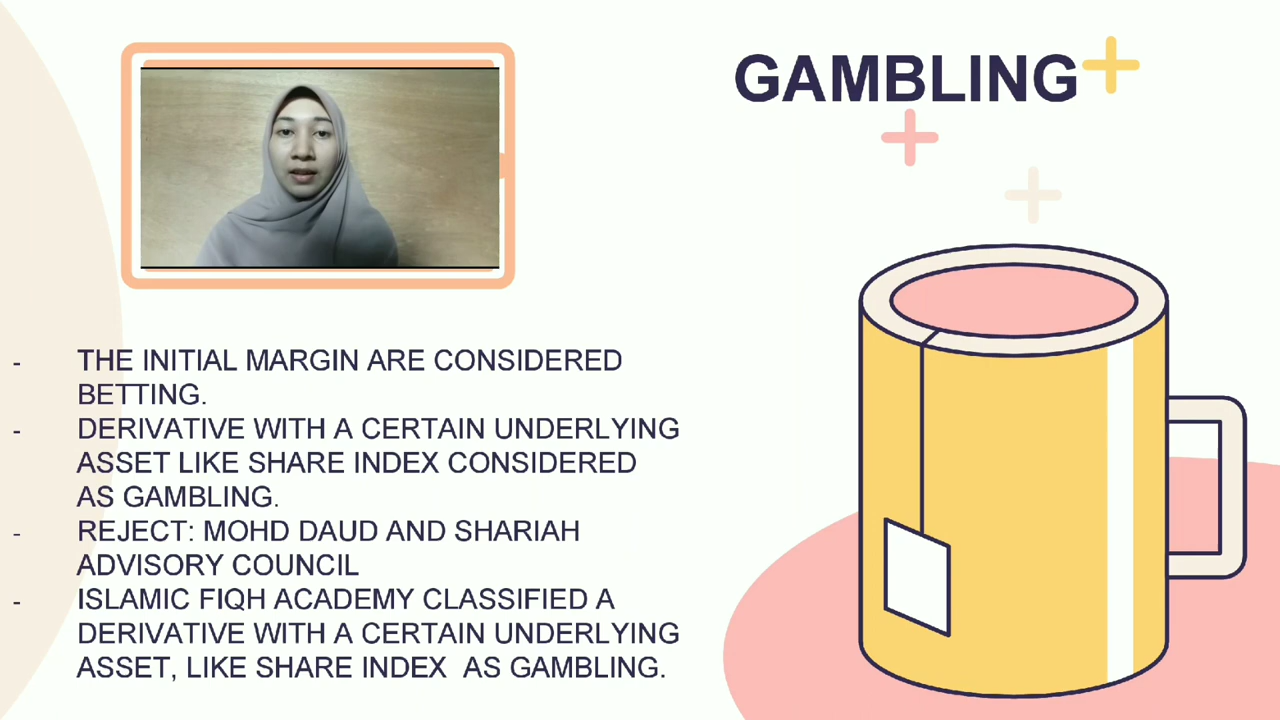 GAMBLING
- THE INITIAL MARGIN ARE CONSIDERED
BETTING.
- DERIVATIVE WITH A CERTAIN UNDERLYING
ASSET LIKE SHARE INDEX CONSIDERED
AS GAMBLING.
- REJECT: MOHD DAUD AND SHARIAH
ADVISORY COUNCIL
- ISLAMIC FIQH ACADEMY CLASSIFIED A
DERIVATIVE WITH A CERTAIN UNDERLYING
ASSET, LIKE SHARE INDEX  AS GAMBLING.